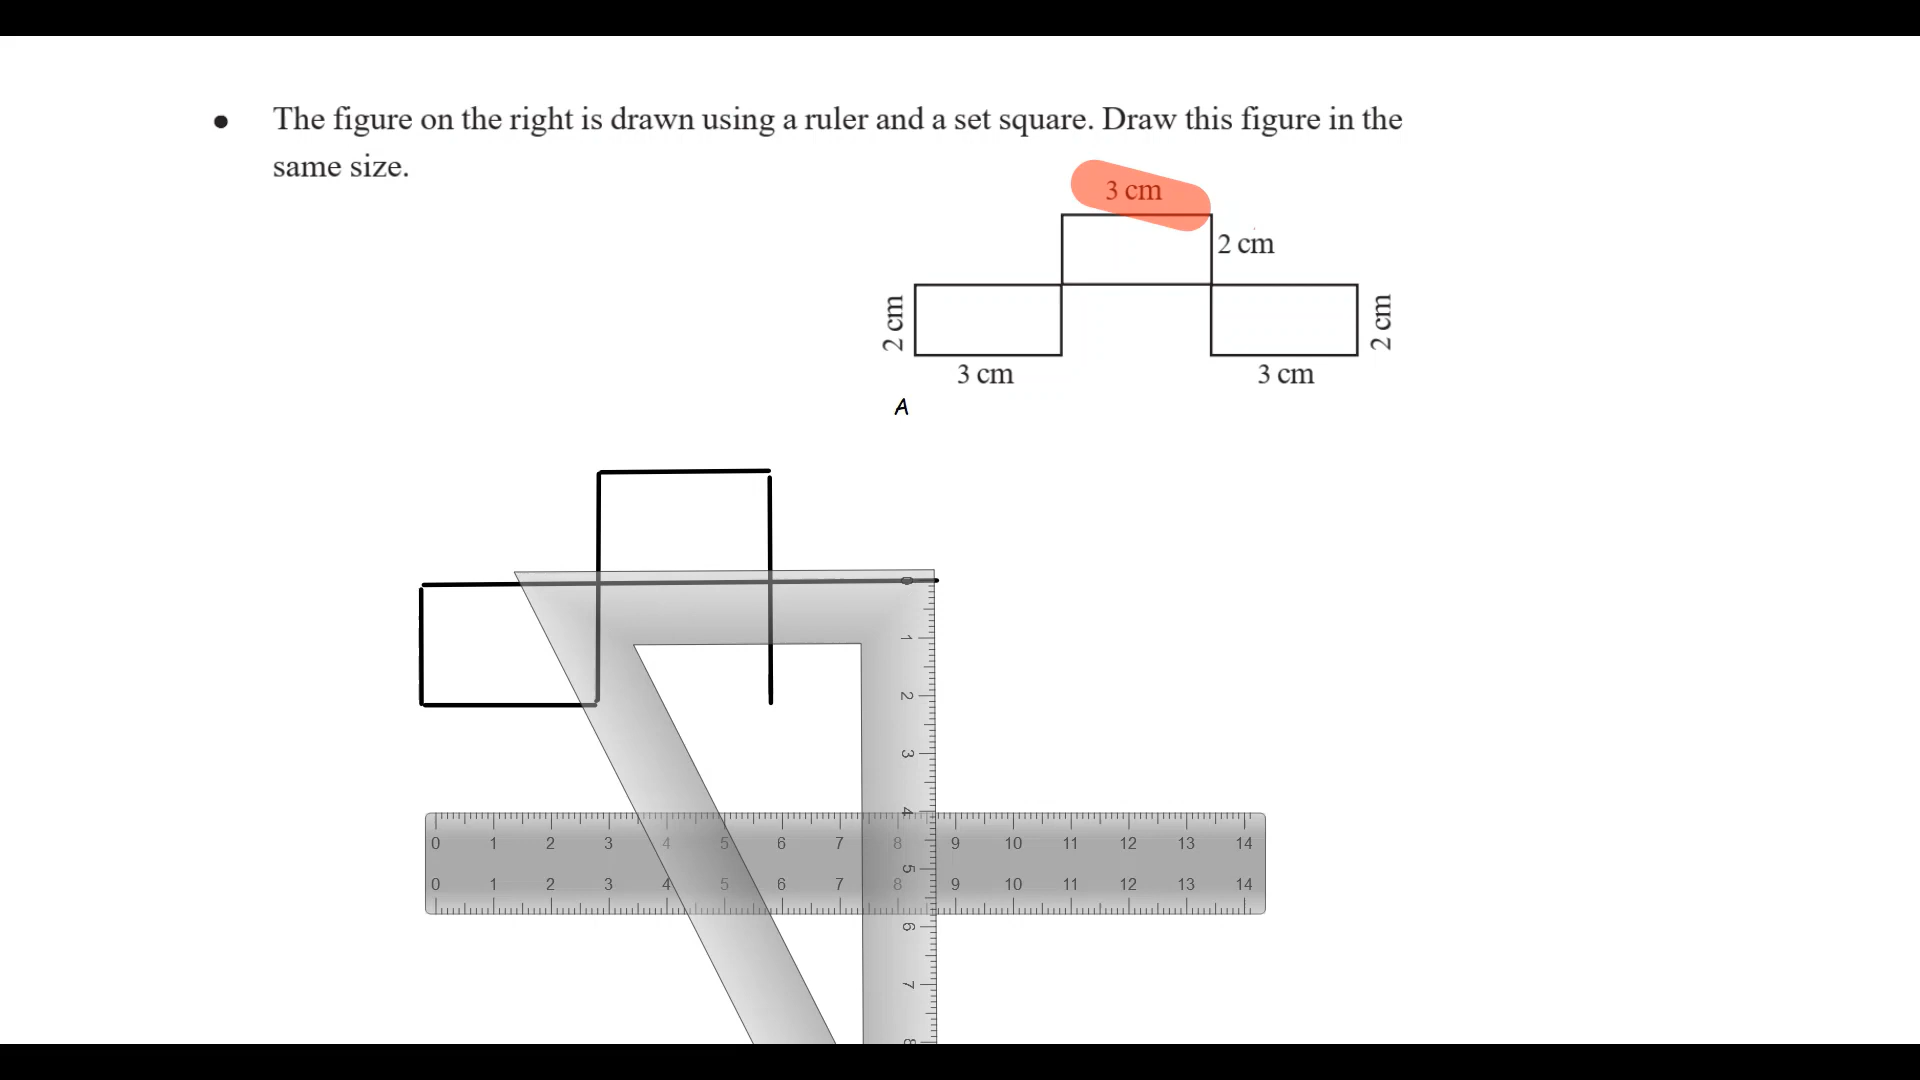 ● The figure on the right is drawn using a ruler and a set square. Draw this figure in the
same size.
3 cm
2 cm
2 cm
2 cm
3 cm
3 cm
A
0
1
2
3
4
5
6
7
8
0 1 2 3 4 5 6 7 8 9 10 11 12 13 14
0 1 2 3 4 5 6 7 8 9 10 11 12 13 14